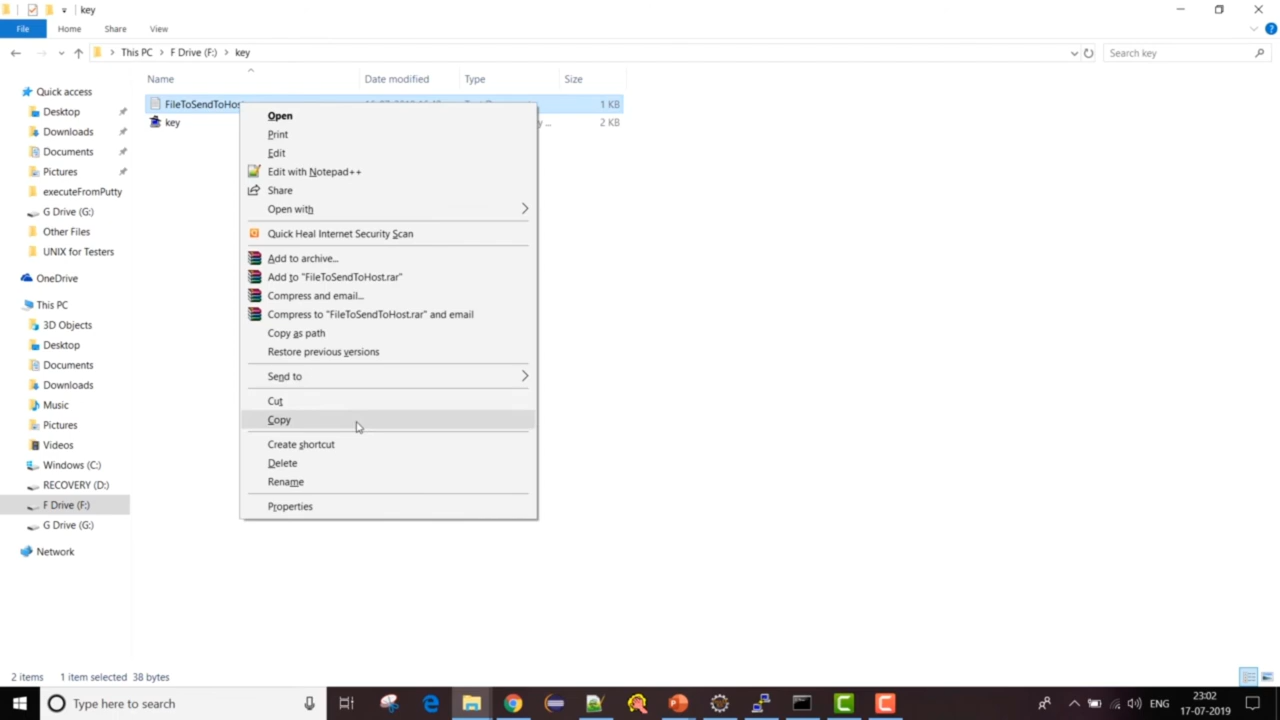 key
File Home Share View
This PC > F Drive (F:) > key
Search key
Name Date modified Type Size
FileToSendToHos 1 KB
key 2 KB
Quick access
Desktop
Downloads
Documents
Pictures
executeFromPutty
G Drive (G:)
Other Files
UNIX for Testers
OneDrive
This PC
3D Objects
Desktop
Documents
Downloads
Music
Pictures
Videos
Windows (C:)
RECOVERY (D:)
F Drive (F:)
G Drive (G:)
Network
Open
Print
Edit
Edit with Notepad++
Share
Open with
Quick Heal Internet Security Scan
Add to archive...
Add to "FileToSendToHost.rar"
Compress and email...
Compress to "FileToSendToHost.rar" and email
Copy as path
Restore previous versions
Send to
Cut
Copy
Create shortcut
Delete
Rename
Properties
2 items 1 item selected 38 bytes
Type here to search
ENG
23:02
17-07-2019